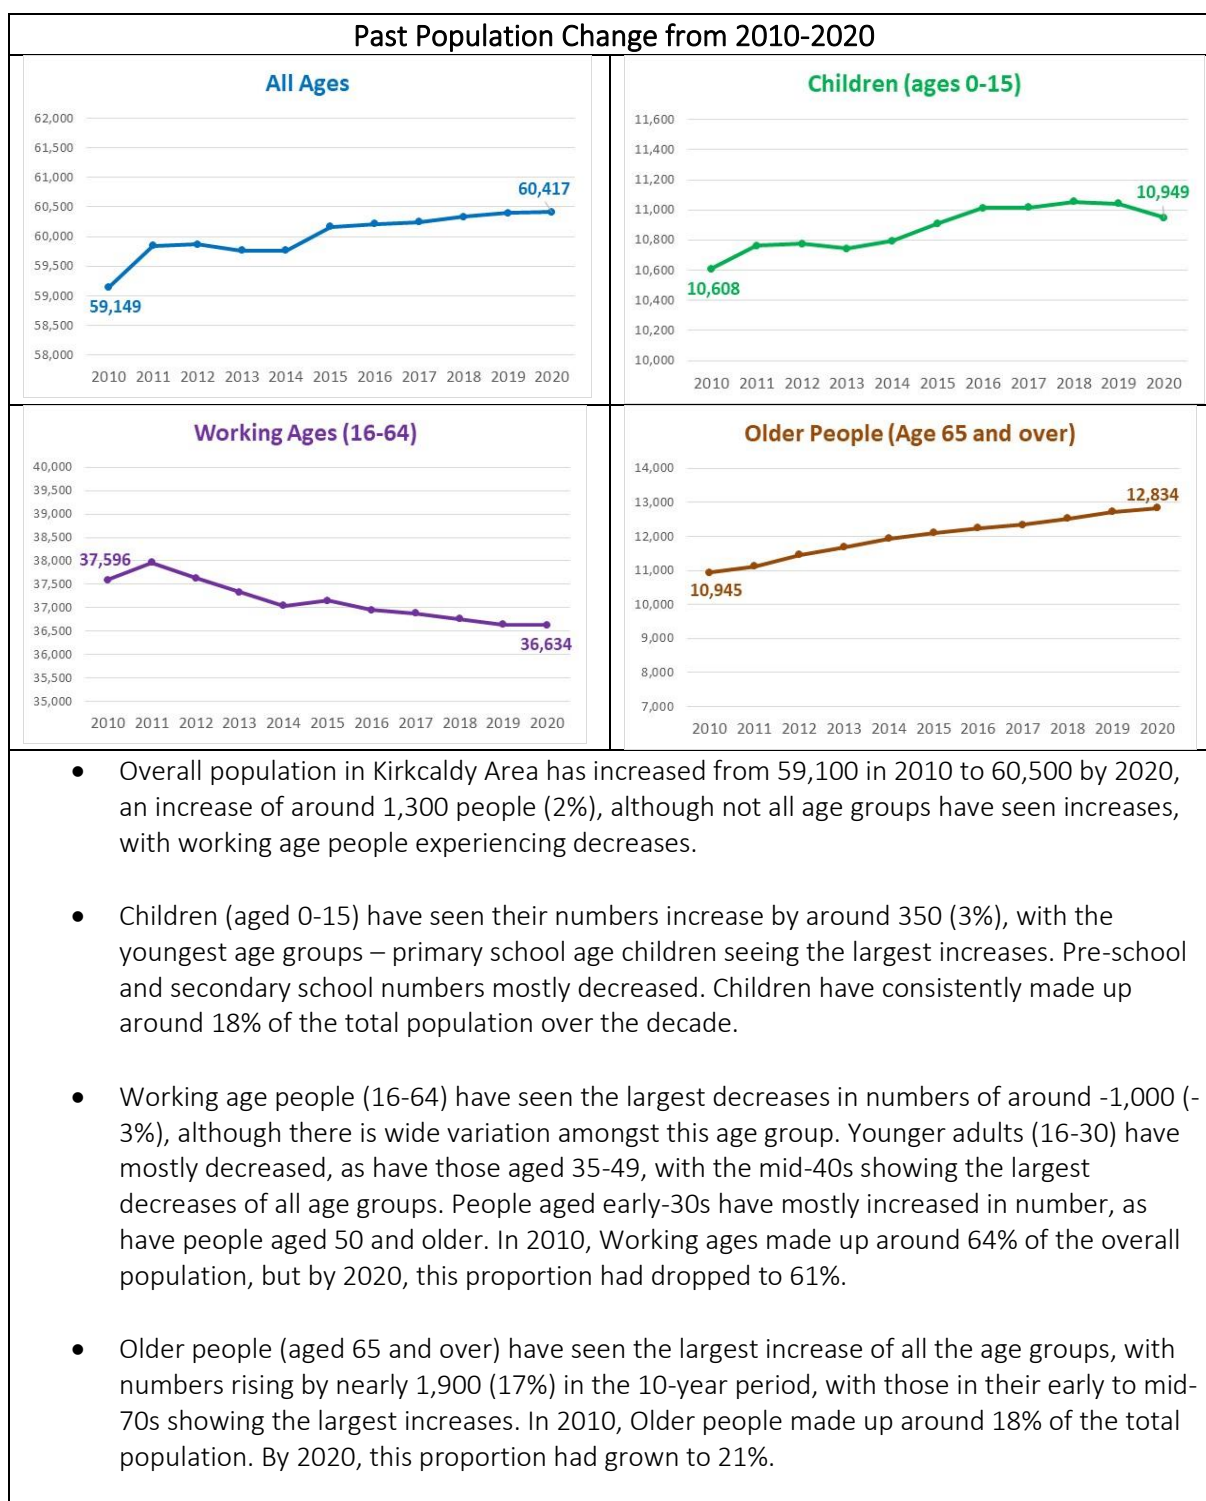 Past Population Change from 2010-2020
All Ages
62,000
61,500
61,000
60,500
60,000
59,500
59,000
58,500
58,000
60,417
59,149
2010 2011 2012 2013 2014 2015 2016 2017 2018 2019 2020
Children (ages 0-15)
11,600
11,400
11,200
11,000
10,800
10,600
10,400
10,200
10,000
10,949
10,608
2010 2011 2012 2013 2014 2015 2016 2017 2018 2019 2020
Working Ages (16-64)
40,000
39,500
39,000
38,500
38,000
37,500
37,000
36,500
36,000
35,500
35,000
37,596
36,634
2010 2011 2012 2013 2014 2015 2016 2017 2018 2019 2020
Older People (Age 65 and over)
14,000
13,000
12,000
11,000
10,000
9,000
8,000
7,000
12,834
10,945
2010 2011 2012 2013 2014 2015 2016 2017 2018 2019 2020
• Overall population in Kirkcaldy Area has increased from 59,100 in 2010 to 60,500 by 2020,
an increase of around 1,300 people (2%), although not all age groups have seen increases,
with working age people experiencing decreases.
• Children (aged 0-15) have seen their numbers increase by around 350 (3%), with the
youngest age groups – primary school age children seeing the largest increases. Pre-school
and secondary school numbers mostly decreased. Children have consistently made up
around 18% of the total population over the decade.
• Working age people (16-64) have seen the largest decreases in numbers of around -1,000 (-
3%), although there is wide variation amongst this age group. Younger adults (16-30) have
mostly decreased, as have those aged 35-49, with the mid-40s showing the largest
decreases of all age groups. People aged early-30s have mostly increased in number, as
have people aged 50 and older. In 2010, Working ages made up around 64% of the overall
population, but by 2020, this proportion had dropped to 61%.
• Older people (aged 65 and over) have seen the largest increase of all the age groups, with
numbers rising by nearly 1,900 (17%) in the 10-year period, with those in their early to mid-
70s showing the largest increases. In 2010, Older people made up around 18% of the total
population. By 2020, this proportion had grown to 21%.